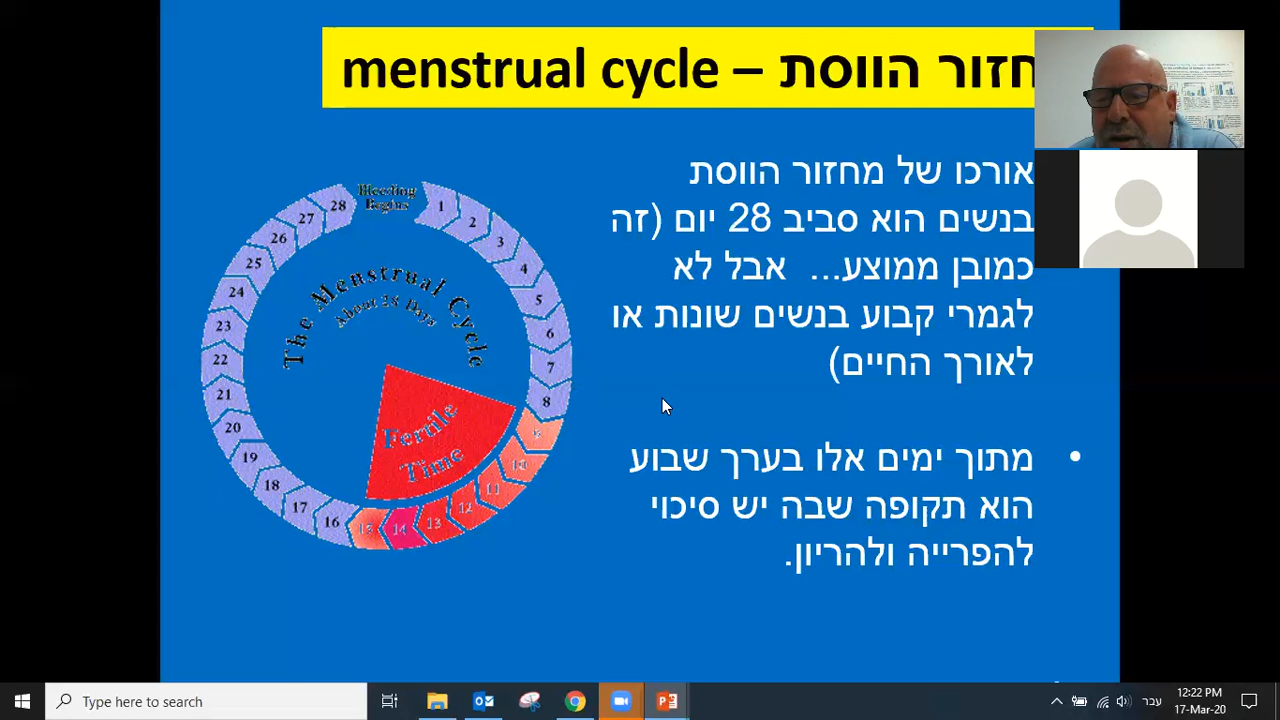 חזור הווסת – menstrual cycle
אורכו של מחזור הווסת
בנשים הוא סביב 28 יום (זה
כמובן ממוצע... אבל לא
לגמרי קבוע בנשים שונות או
לאורך החיים)
• מתוך ימים אלו בערך שבוע
הוא תקופה שבה יש סיכוי
להפרייה ולהריון.
Bleeding
Begins
1
2
3
4
5
6
7
8
9
10
11
12
13
14
15
16
17
18
19
20
21
22
23
24
25
26
27
28
The Menstrual Cycle
About 28 Days
Fertile
Time
Type here to search
עבר
12:22 PM
17-Mar-20